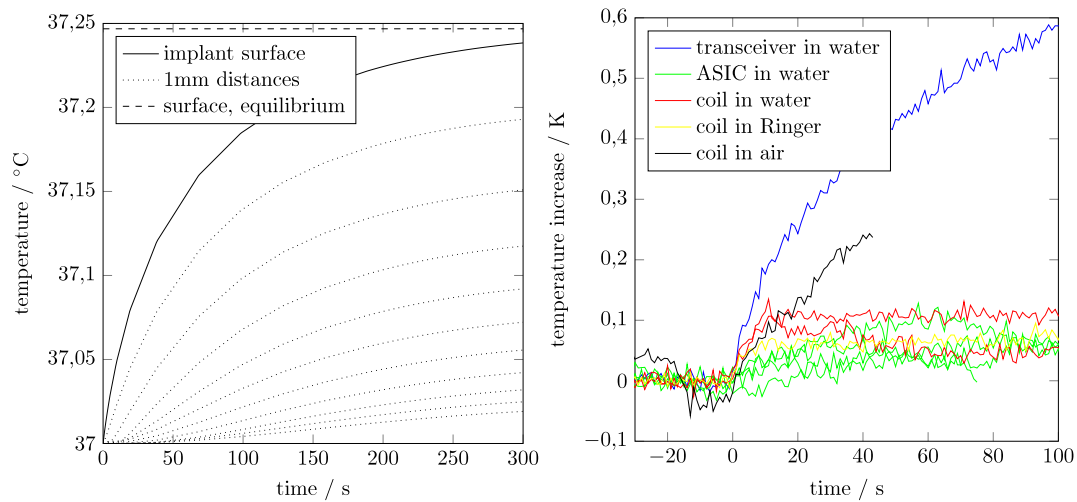 37,25
37,2
37,15
37,1
37,05
37
0
50
100
150
200
250
300
time / s
temperature / °C
implant surface
1mm distances
surface, equilibrium
0,6
0,5
0,4
0,3
0,2
0,1
0
−0,1
−20
0
20
40
60
80
100
time / s
temperature increase / K
transceiver in water
ASIC in water
coil in water
coil in Ringer
coil in air